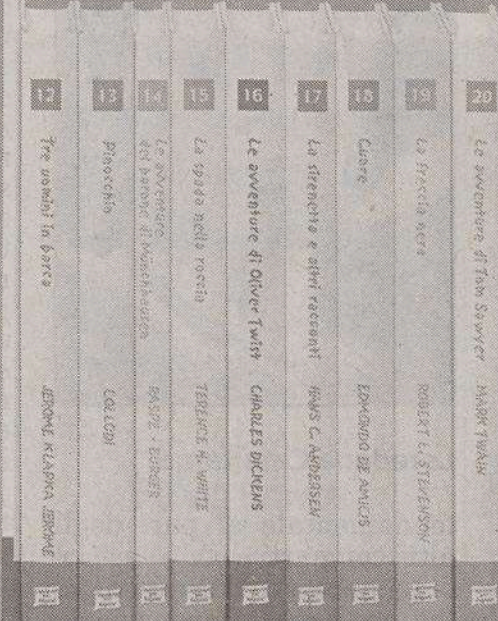 12
Tre uomini in barca
JEROME KLAPKA JEROME
13
Pinocchio
COLLODI
14
Le avventure
del barone di Münchhausen
RASPE - BÜRGER
15
La spada nella roccia
TERENCE H. WHITE
16
Le avventure di Oliver Twist
CHARLES DICKENS
17
La sirenetta e altri racconti
HANS C. ANDERSEN
18
Cuore
EDMONDO DE AMICIS
19
La freccia nera
ROBERT L. STEVENSON
20
Le avventure di Tom Sawyer
MARK TWAIN